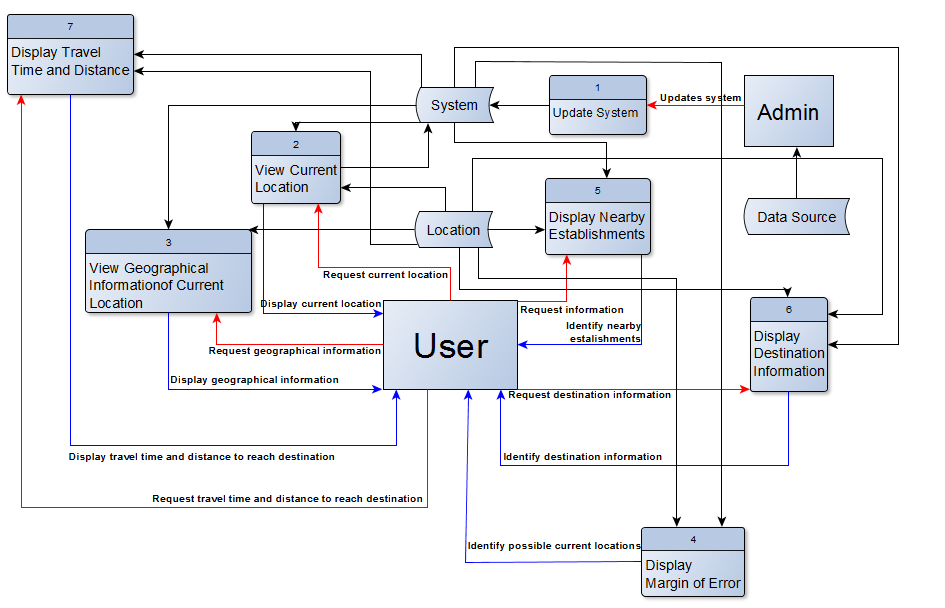 7
Display Travel
Time and Distance
System
1
Update System
Updates system
Admin
2
View Current
Location
5
Display Nearby
Establishments
Data Source
Location
3
View Geographical
Informationof Current
Location
Request current location
Display current location
User
Request information
Identify nearby
estalishments
6
Display
Destination
Information
Request geographical information
Display geographical information
Request destination information
Display travel time and distance to reach destination
Identify destination information
Request travel time and distance to reach destination
Identify possible current locations
4
Display
Margin of Error